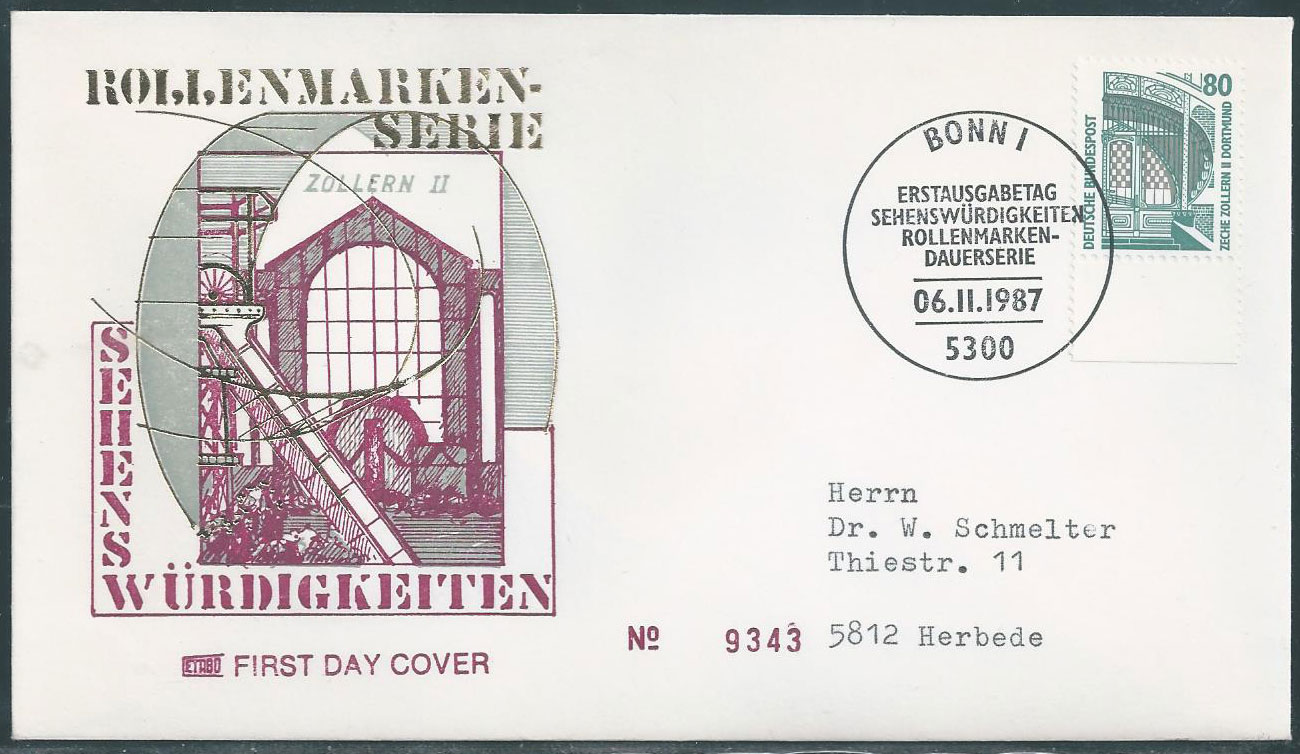 ROLLENMARKEN-
SERIE
ZOLLERN II
SEHENS
WÜRDIGKEITEN
ETABO FIRST DAY COVER
BONN 1
ERSTAUSGABETAG
SEHENSWÜRDIGKEITEN
ROLLENMARKEN-
DAUERSERIE
06.11.1987
5300
80
DEUTSCHE BUNDESPOST
ZECHE ZOLLERN II DORTMUND
Herrn
Dr. W. Schmelter
Thiestr. 11
No 9343
5812 Herbede